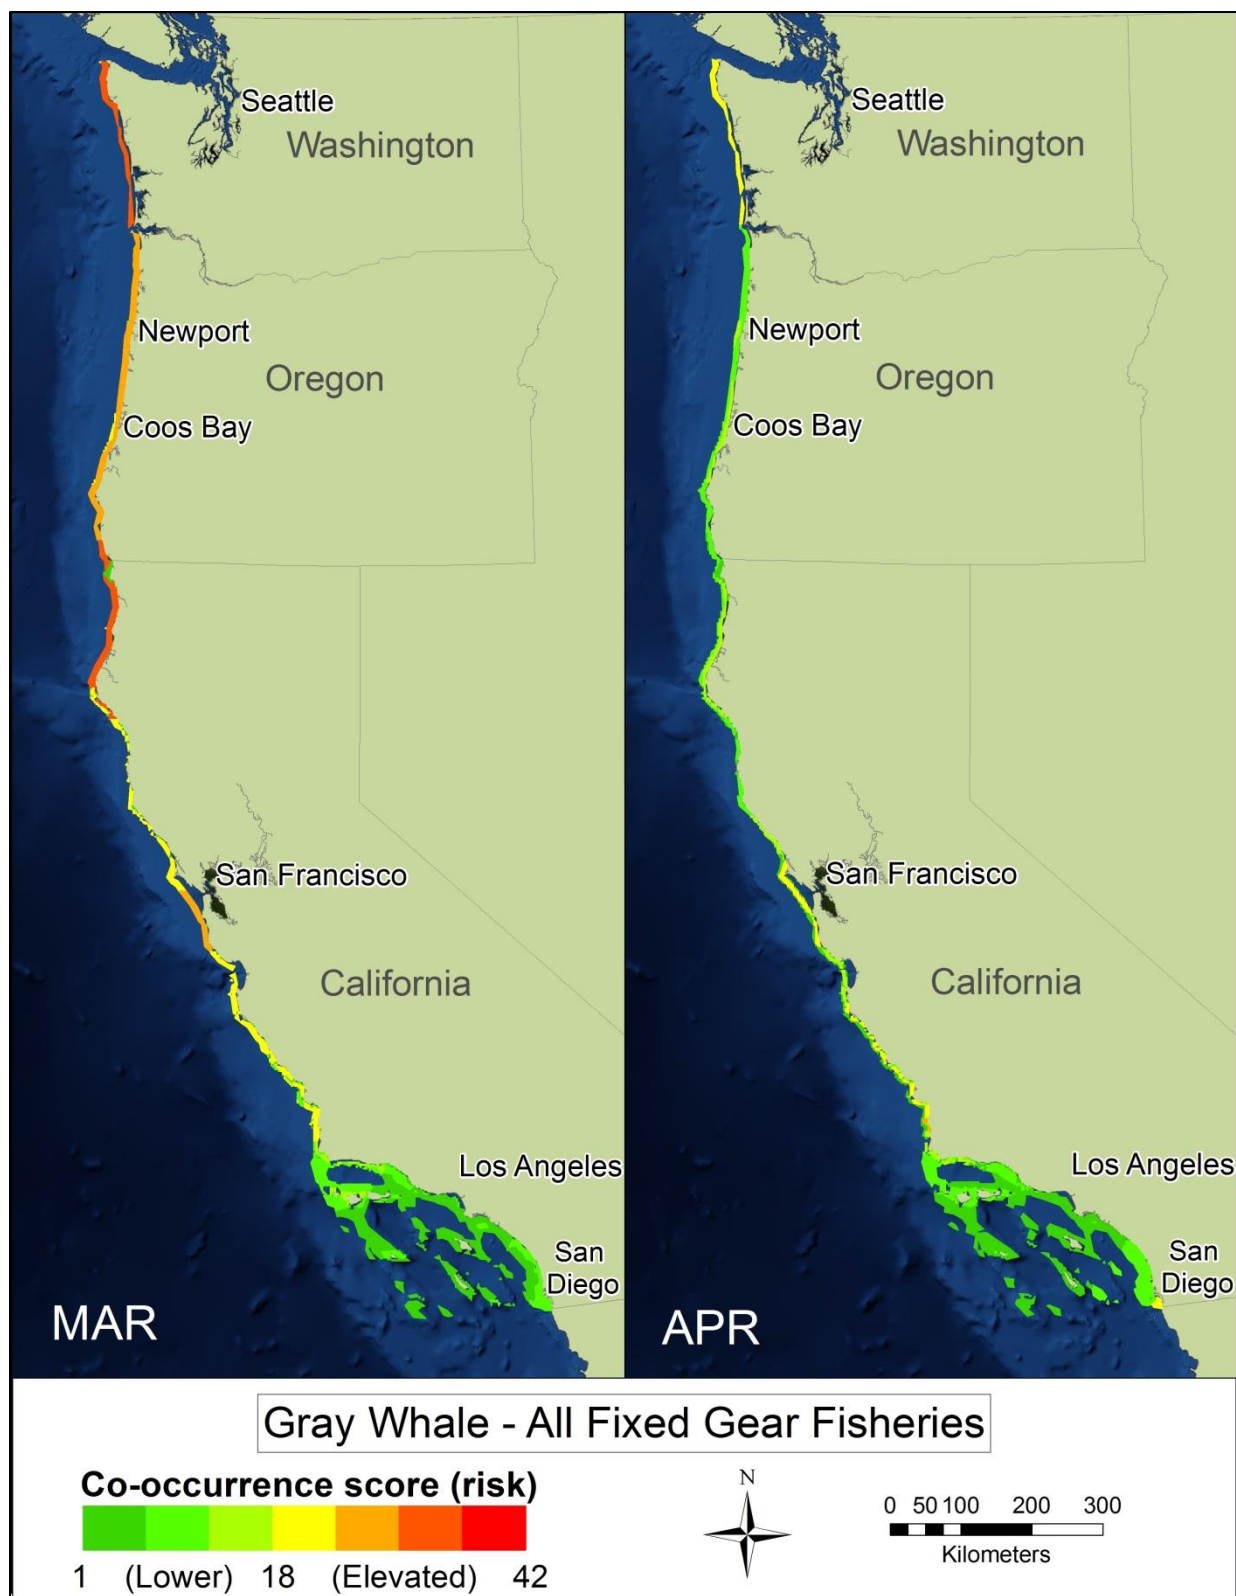 Seattle
Washington
Newport
Oregon
Coos Bay
San Francisco
California
Los Angeles
San
Diego
MAR
Seattle
Washington
Newport
Oregon
Coos Bay
San Francisco
California
Los Angeles
San
Diego
APR
Gray Whale - All Fixed Gear Fisheries
Co-occurrence score (risk)
1 (Lower) 18 (Elevated) 42
N
0 50 100 200 300
Kilometers